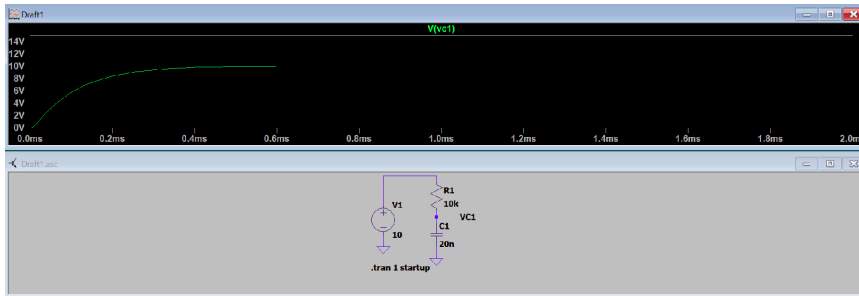 Draft1
V(vc1)
14V
12V
10V
8V
6V
4V
2V
0V
0.0ms 0.2ms 0.4ms 0.6ms 0.8ms 1.0ms 1.2ms 1.4ms 1.6ms 1.8ms 2.0m
Draft1.asc
R1
V1 10k
VC1
C1
10
20n
.tran 1 startup